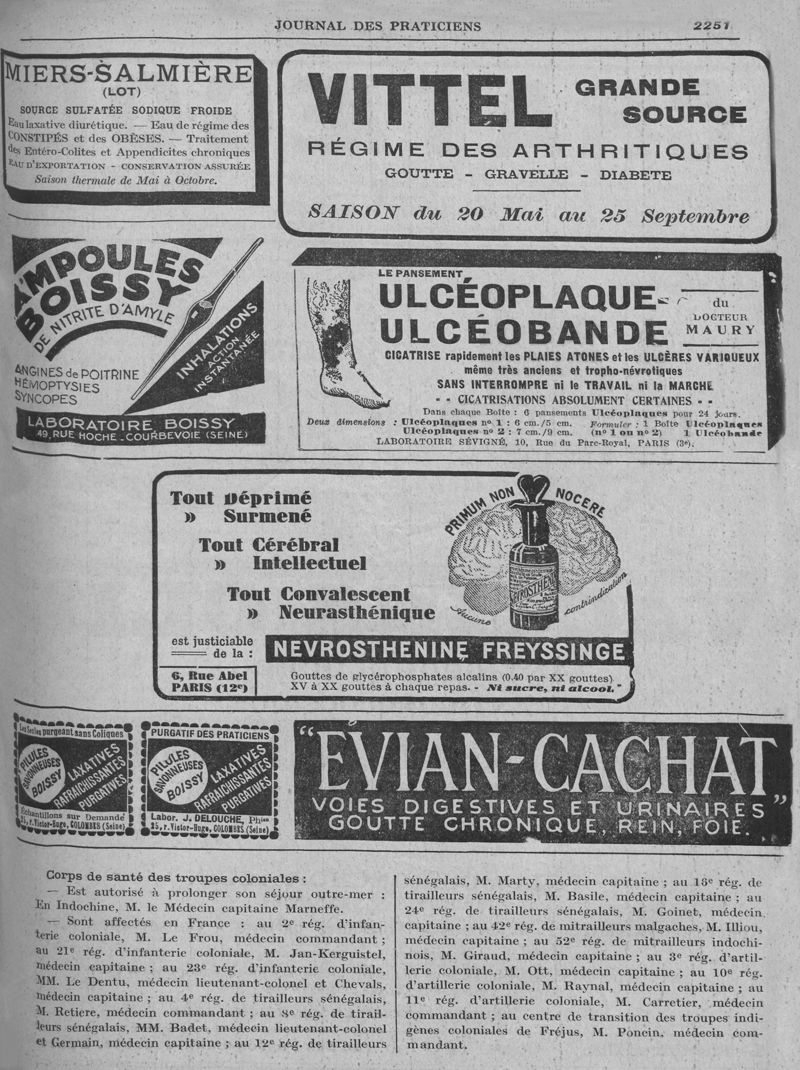 JOURNAL DES PRATICIENS
2251
MIERS-SALMIÈRE
(LOT)
SOURCE SULFATÉE SODIQUE FROIDE
Eau laxative diurétique. — Eau de régime des
CONSTIPÉS et des OBÈSES. — Traitement
des Entéro-Colites et Appendicites chroniques
EAU D'EXPORTATION - CONSERVATION ASSURÉE
Saison thermale de Mai à Octobre.
VITTEL GRANDE
SOURCE
RÉGIME DES ARTHRITIQUES
GOUTTE - GRAVELLE - DIABÈTE
SAISON du 20 Mai au 25 Septembre
AMPOULES
BOISSY
DE NITRITE D'AMYLE
INHALATIONS
ACTION
INSTANTANÉE
ANGINES de POITRINE
HÉMOPTYSIES
SYNCOPES
LABORATOIRE BOISSY
49, RUE HOCHE - COURBEVOIE (SEINE)
LE PANSEMENT
ULCÉOPLAQUE-
ULCÉOBANDE
du
DOCTEUR
MAURY
CICATRISE rapidement les PLAIES ATONES et les ULCÈRES VARIQUEUX
même très anciens et tropho-névrotiques
SANS INTERROMPRE ni le TRAVAIL ni la MARCHE
- - CICATRISATIONS ABSOLUMENT CERTAINES - -
Dans chaque Boîte : 6 pansements Ulcéoplaques pour 24 jours.
Deux dimensions : Ulcéoplaques nº 1 : 6 cm./5 cm. Formuler : 1 Boîte Ulcéoplaques
Ulcéoplaques nº 2 : 7 cm./9 cm. (nº 1 ou nº 2) 1 Ulcéobande
LABORATOIRE SÉVIGNÉ, 10, Rue du Parc-Royal, PARIS (3e).
Tout Déprimé
» Surmené
Tout Cérébral
» Intellectuel
Tout Convalescent
» Neurasthénique
PRIMUM NON NOCERE
Aucune contrindication
est justiciable
de la :
NEVROSTHENINE FREYSSINGE
6, Rue Abel
PARIS (12e)
Gouttes de glycérophosphates alcalins (0.40 par XX gouttes)
XV à XX gouttes à chaque repas. - Ni sucre, ni alcool."
Les Seules purgeant sans Coliques
PILULES
SAVONNEUSES
BOISSY
LAXATIVES
RAFRAICHISSANTES
PURGATIVES
Echantillons sur Demande
25, r. Victor-Hugo, COLOMBES (Seine)
PURGATIF DES PRATICIENS
PILULES
SAVONNEUSES
BOISSY
LAXATIVES
RAFRAICHISSANTES
PURGATIVES
Labor. J. DELOUCHE, Phien
25, r. Victor-Hugo, COLOMBES (Seine)
"ÉVIAN-CACHAT"
VOIES DIGESTIVES ET URINAIRES
GOUTTE CHRONIQUE, REIN, FOIE.
Corps de santé des troupes coloniales :
— Est autorisé à prolonger son séjour outre-mer :
En Indochine, M. le Médecin capitaine Marneffe.
— Sont affectés en France : au 2e rég. d'infan-
terie coloniale, M. Le Frou, médecin commandant ;
au 21e rég. d'infanterie coloniale, M. Jan-Kerguistel,
médecin capitaine ; au 23e rég. d'infanterie coloniale,
MM. Le Dentu, médecin lieutenant-colonel et Chevals,
médecin capitaine ; au 4e rég. de tirailleurs sénégalais,
M. Retiere, médecin commandant ; au 8e rég. de tirail-
leurs sénégalais, MM. Badet, médecin lieutenant-colonel
et Germain, médecin capitaine ; au 12e rég. de tirailleurs
sénégalais, M. Marty, médecin capitaine ; au 18e rég. de
tirailleurs sénégalais, M. Basile, médecin capitaine ; au
24e rég. de tirailleurs sénégalais, M. Goinet, médecin
capitaine ; au 42e rég. de mitrailleurs malgaches, M. Illiou,
médecin capitaine ; au 52e rég. de mitrailleurs indochi-
nois, M. Giraud, médecin capitaine ; au 3e rég. d'artil-
lerie coloniale, M. Ott, médecin capitaine ; au 10e rég.
d'artillerie coloniale, M. Raynal, médecin capitaine ; au
11e rég. d'artillerie coloniale, M. Carretier, médecin
commandant ; au centre de transition des troupes indi-
gènes coloniales de Fréjus, M. Poncin, médecin com-
mandant.